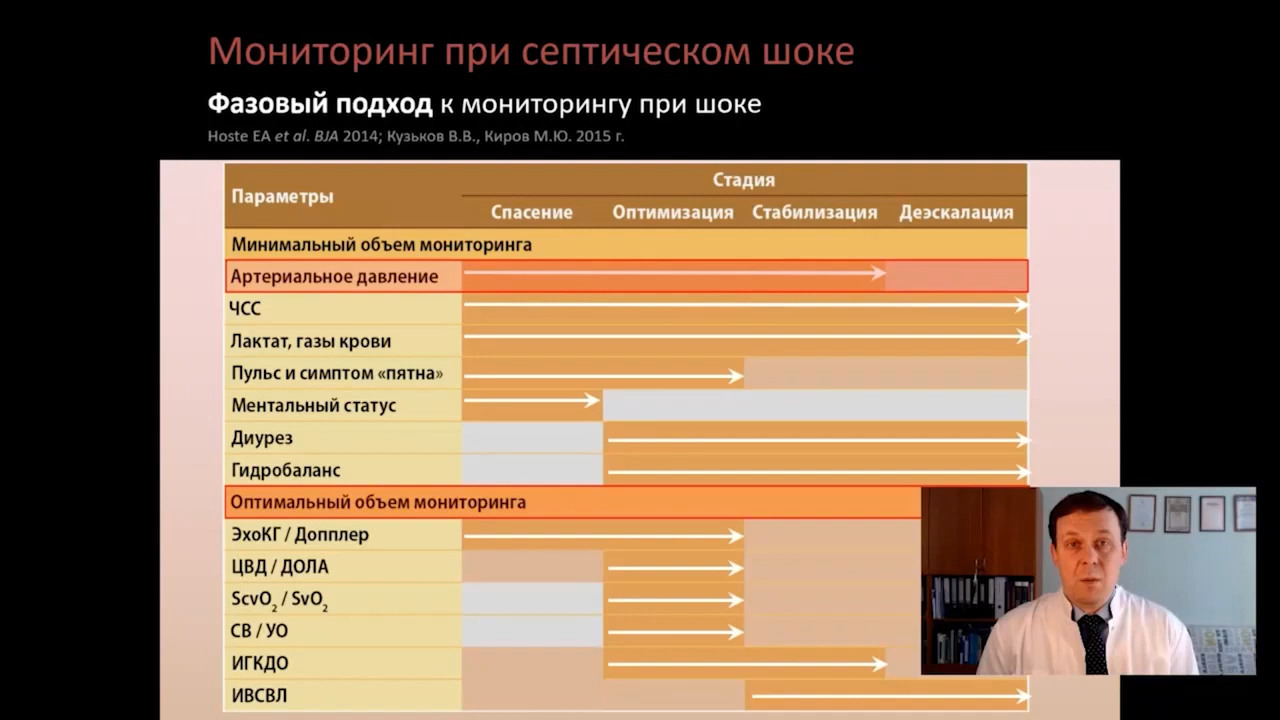 Мониторинг при септическом шоке
Фазовый подход к мониторингу при шоке
Hoste EA et al. BJA 2014; Кузьков В.В., Киров М.Ю. 2015 г.
Параметры
Стадия
Спасение Оптимизация Стабилизация Деэскалация
Минимальный объем мониторинга
Артериальное давление
ЧСС
Лактат, газы крови
Пульс и симптом «пятна»
Ментальный статус
Диурез
Гидробаланс
Оптимальный объем мониторинга
ЭхоКГ / Допплер
ЦВД / ДОЛА
ScvO2 / SvO2
СВ / УО
ИГКДО
ИВСВЛ